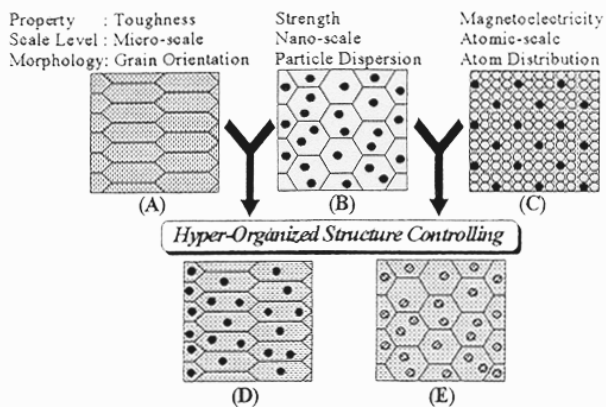 Property : Toughness
Scale Level : Micro-scale
Morphology: Grain Orientation
Strength
Nano-scale
Particle Dispersion
Magnetoelectricity
Atomic-scale
Atom Distribution
(A)
(B)
(C)
Hyper-Organized Structure Controlling
(D)
(E)